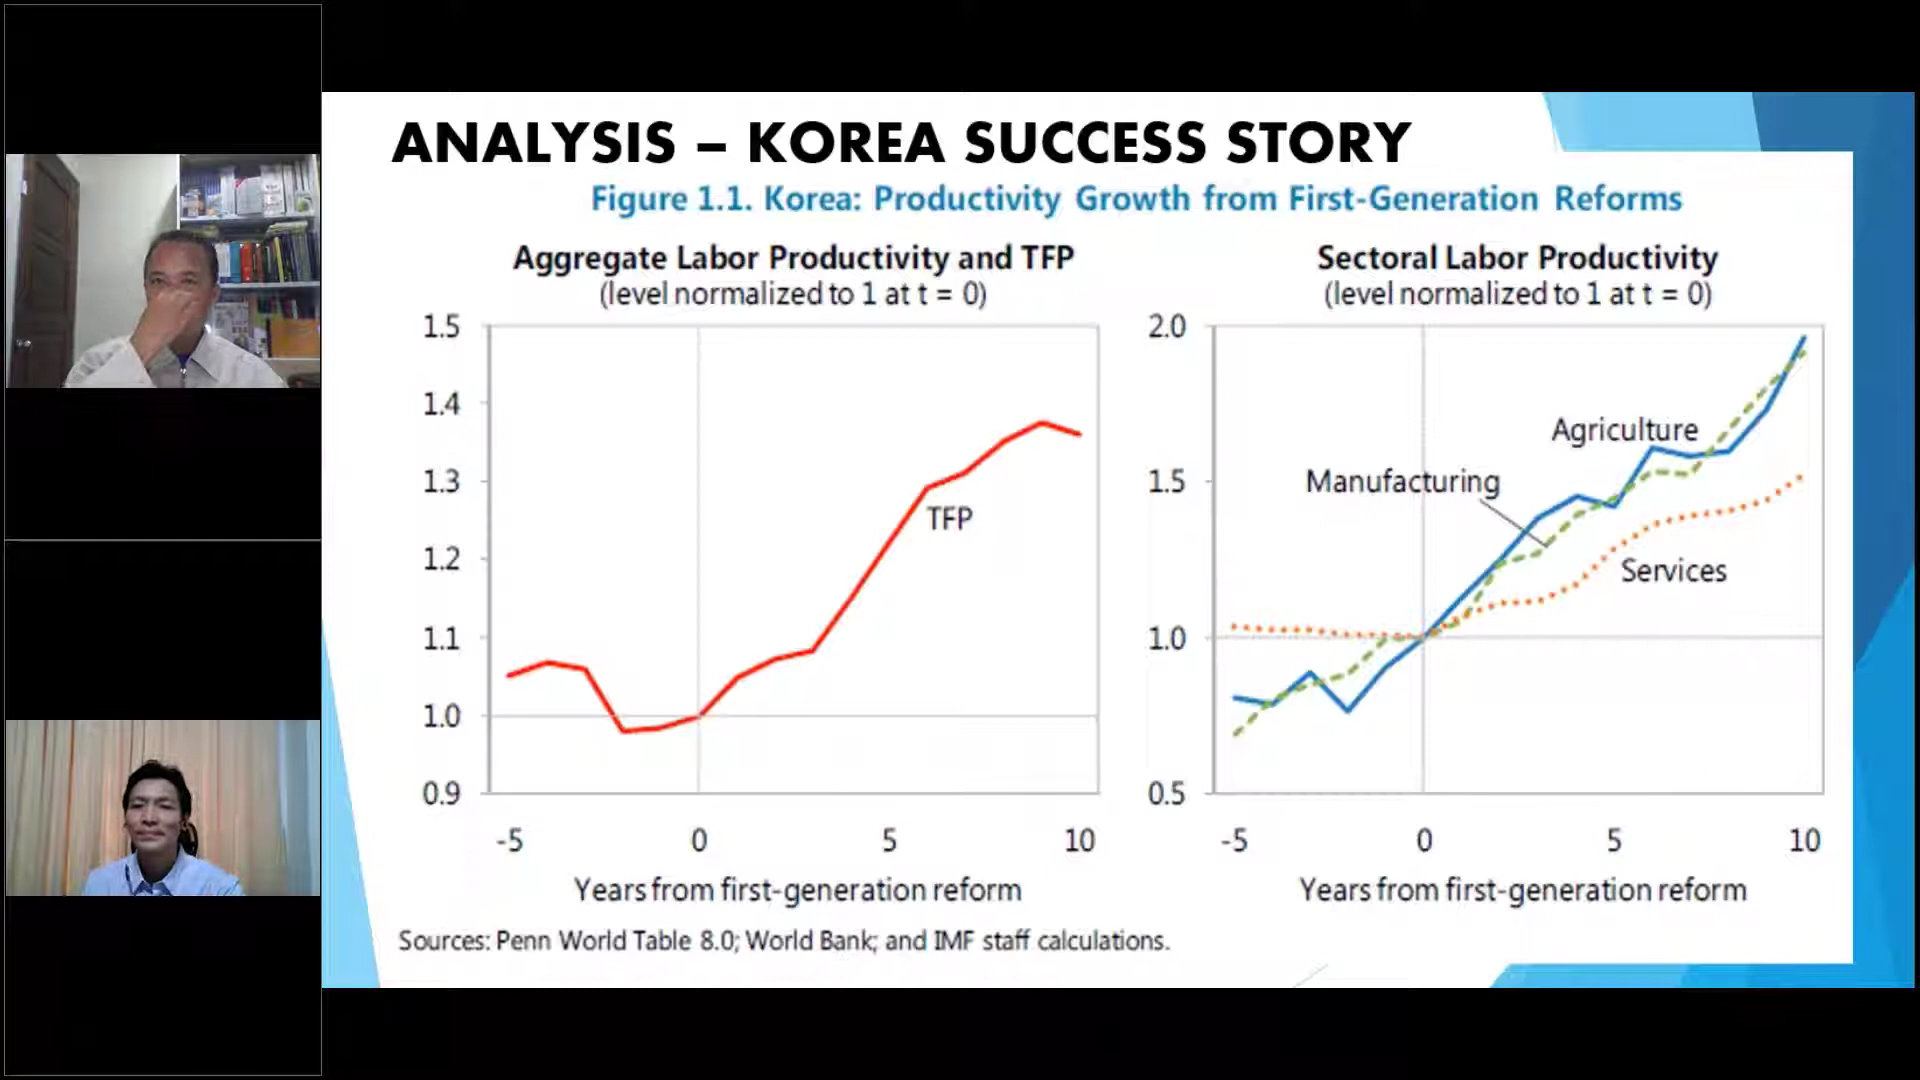 ANALYSIS – KOREA SUCCESS STORY
Figure 1.1. Korea: Productivity Growth from First-Generation Reforms
Aggregate Labor Productivity and TFP
(level normalized to 1 at t = 0)
1.5
1.4
1.3
1.2
1.1
1.0
0.9
TFP
-5 0 5 10
Years from first-generation reform
Sectoral Labor Productivity
(level normalized to 1 at t = 0)
2.0
1.5
1.0
0.5
Agriculture
Manufacturing
Services
-5 0 5 10
Years from first-generation reform
Sources: Penn World Table 8.0; World Bank; and IMF staff calculations.